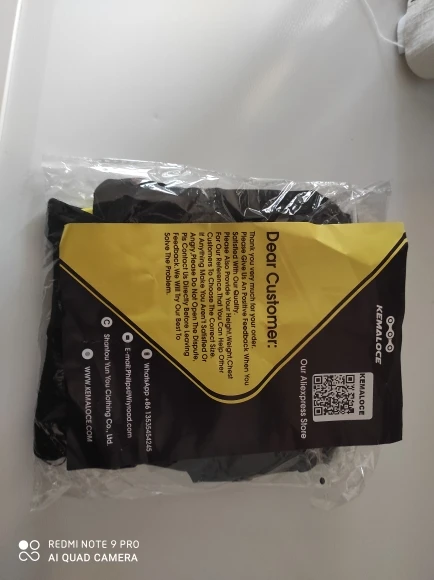 KEMALOCE
Dear Customer:
Thank you very much for your order.
Please Give Us An Positive Feedback When You
Satisfied With Our Quality.
Please Also Provide Your Height,Weight,Chest
For Our Reference That You Can Help Other
Customers To Choose The Correct Size.
If Anything Make You Aren't Satisfied Or
Angry,Please Do Not Open The Dispute,
Pls Contact Us Directly Before Leaving
Feedback.We Will try Our Best To
Solve The Problem.
KEMALOCE
Our Aliexpress Store
WhatsApp +86 13535454245
E-mail:
Shantou Yun You Clothing Co., Ltd.
WWW.KEMALOCE.COM
REDMI NOTE 9 PRO
AI QUAD CAMERA